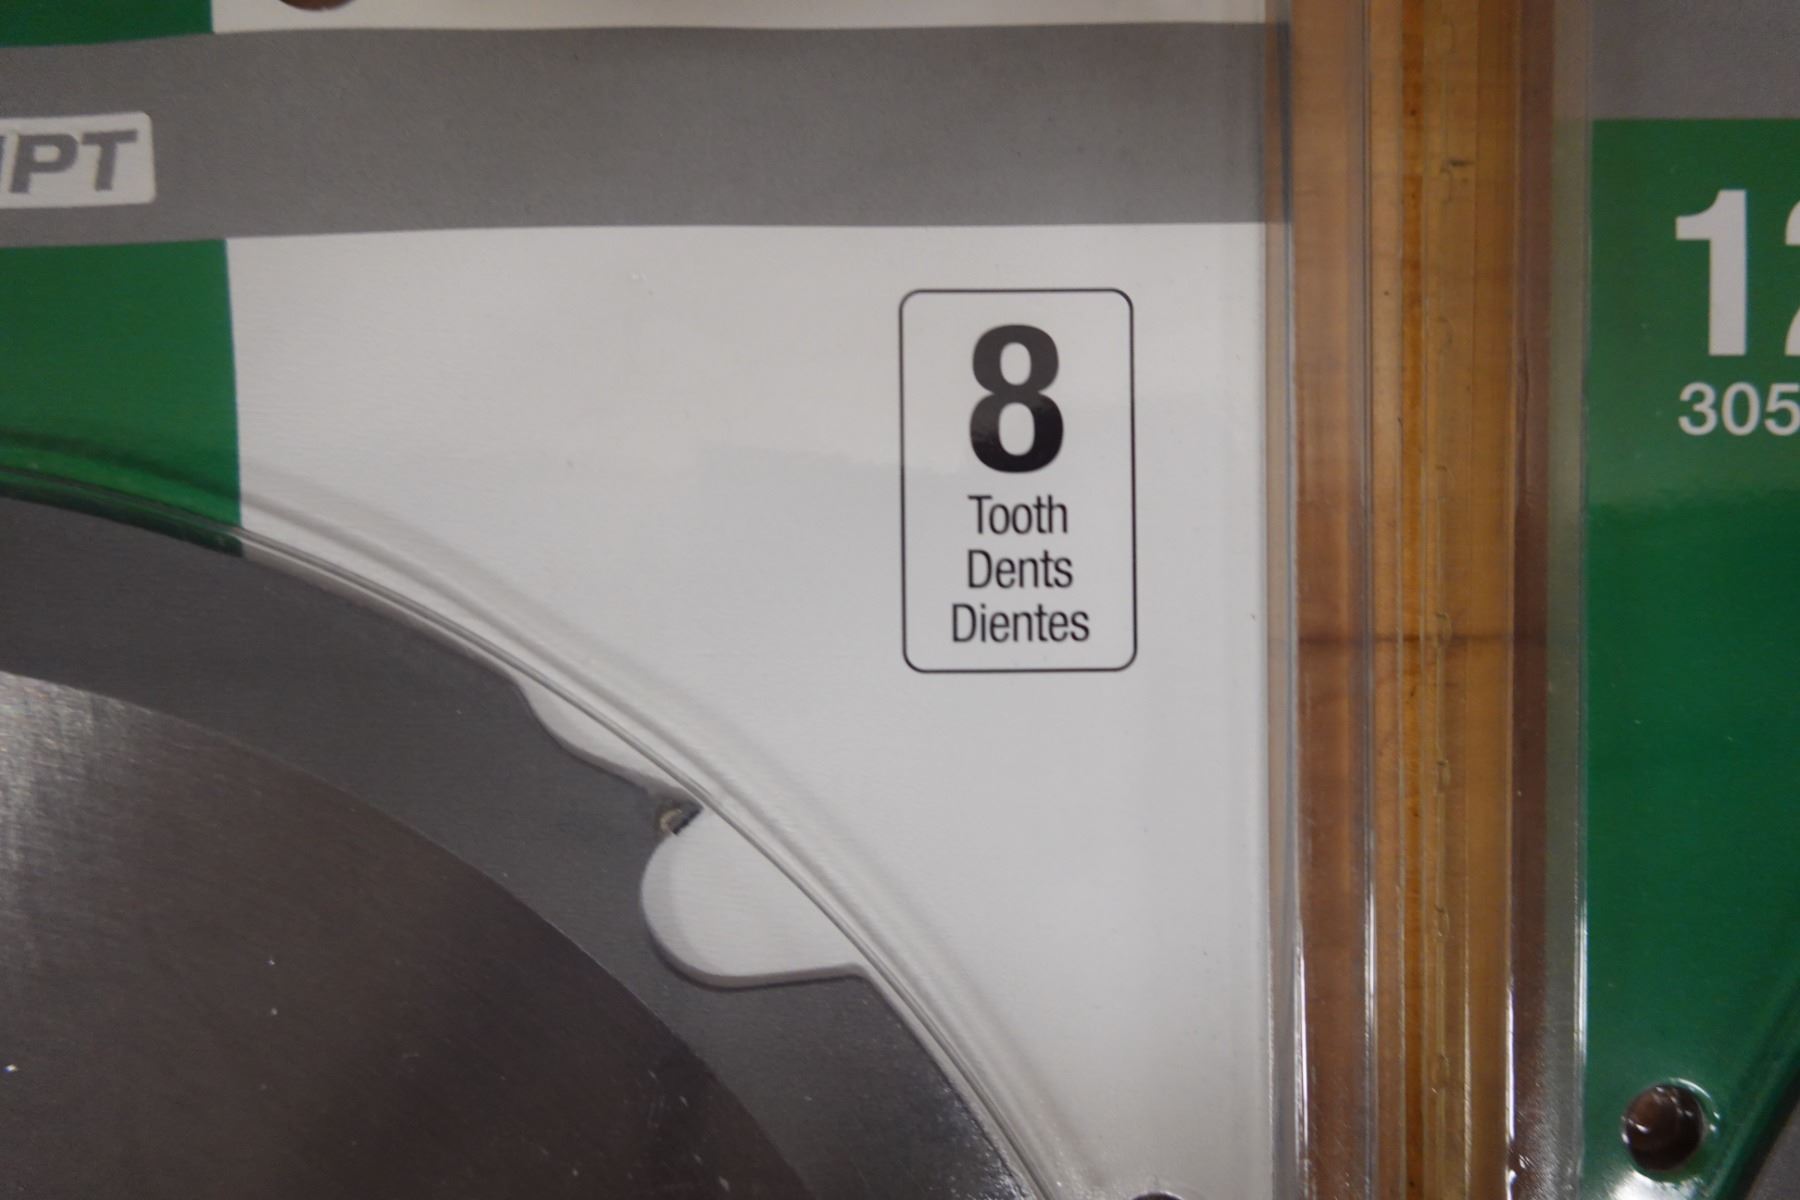 PT
8
Tooth
Dents
Dientes
12
305